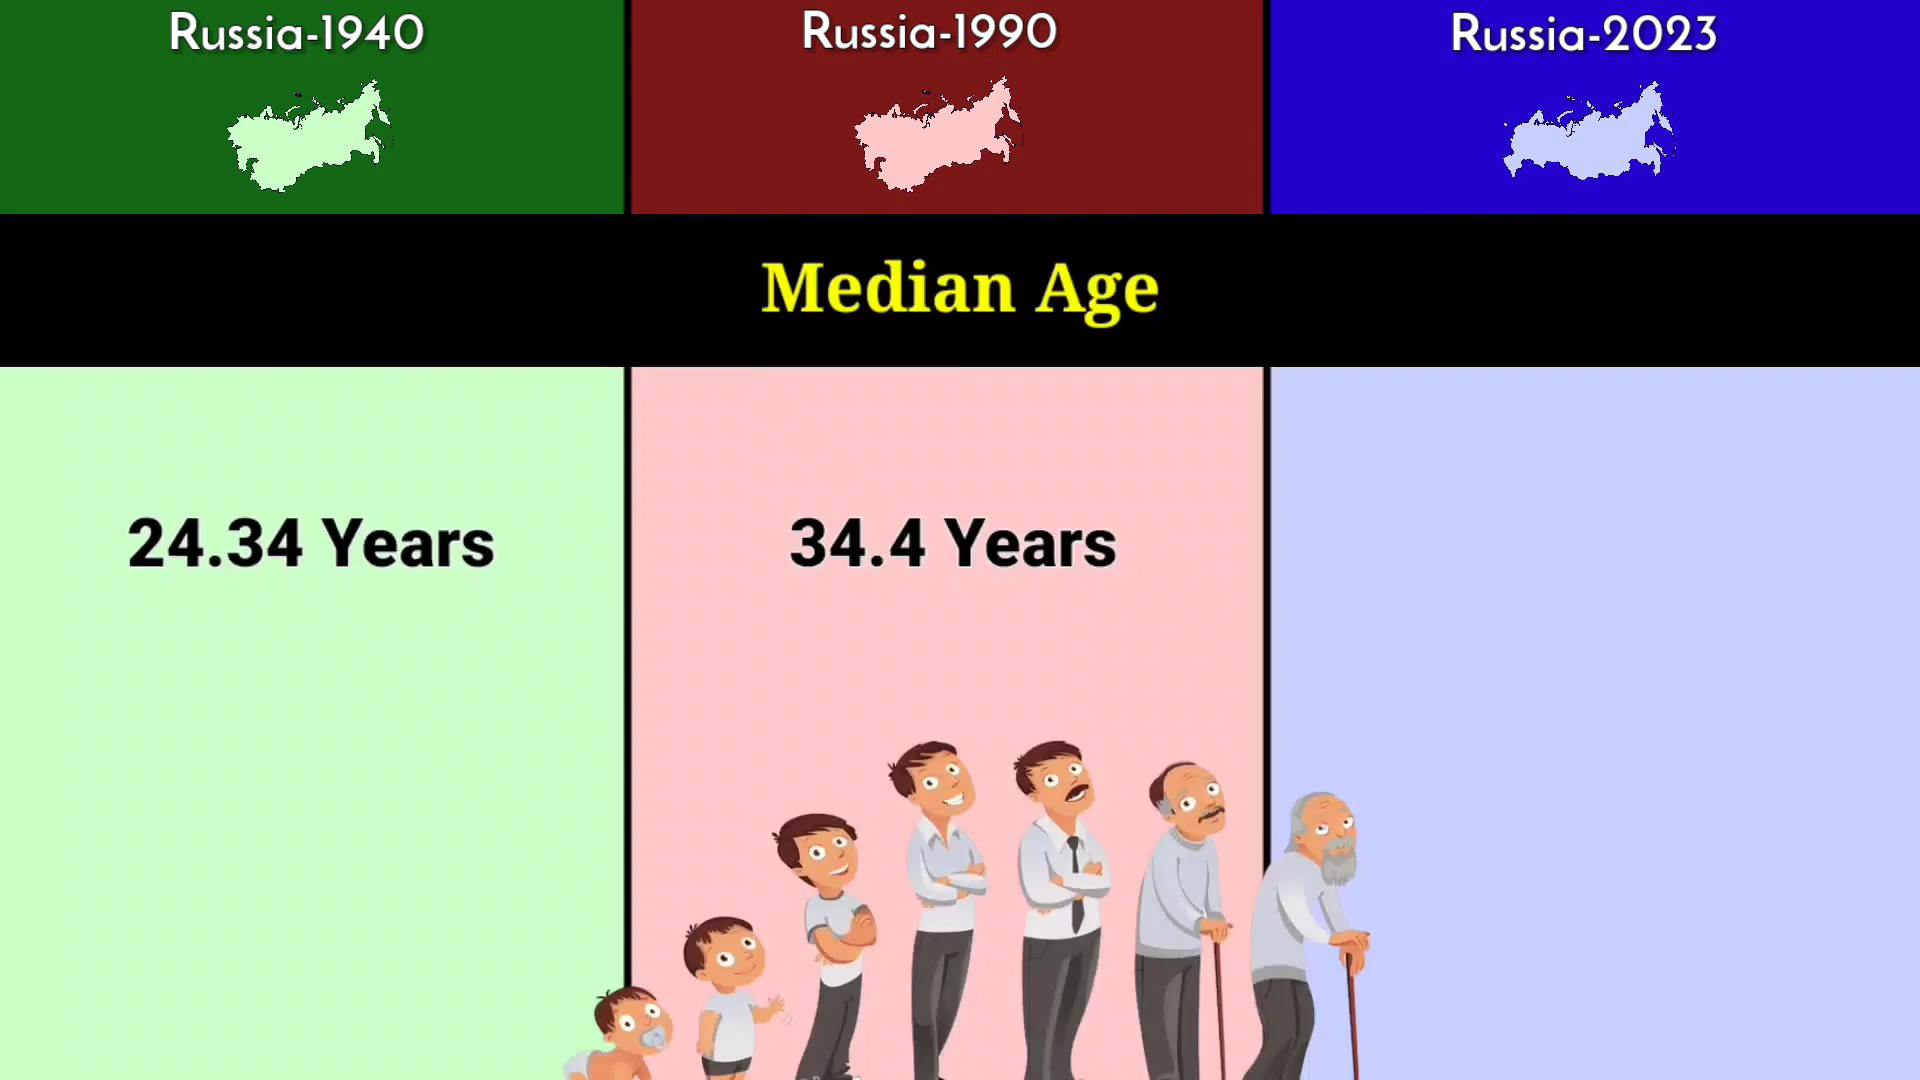 Russia-1940
Russia-1990
Russia-2023
Median Age
24.34 Years
34.4 Years